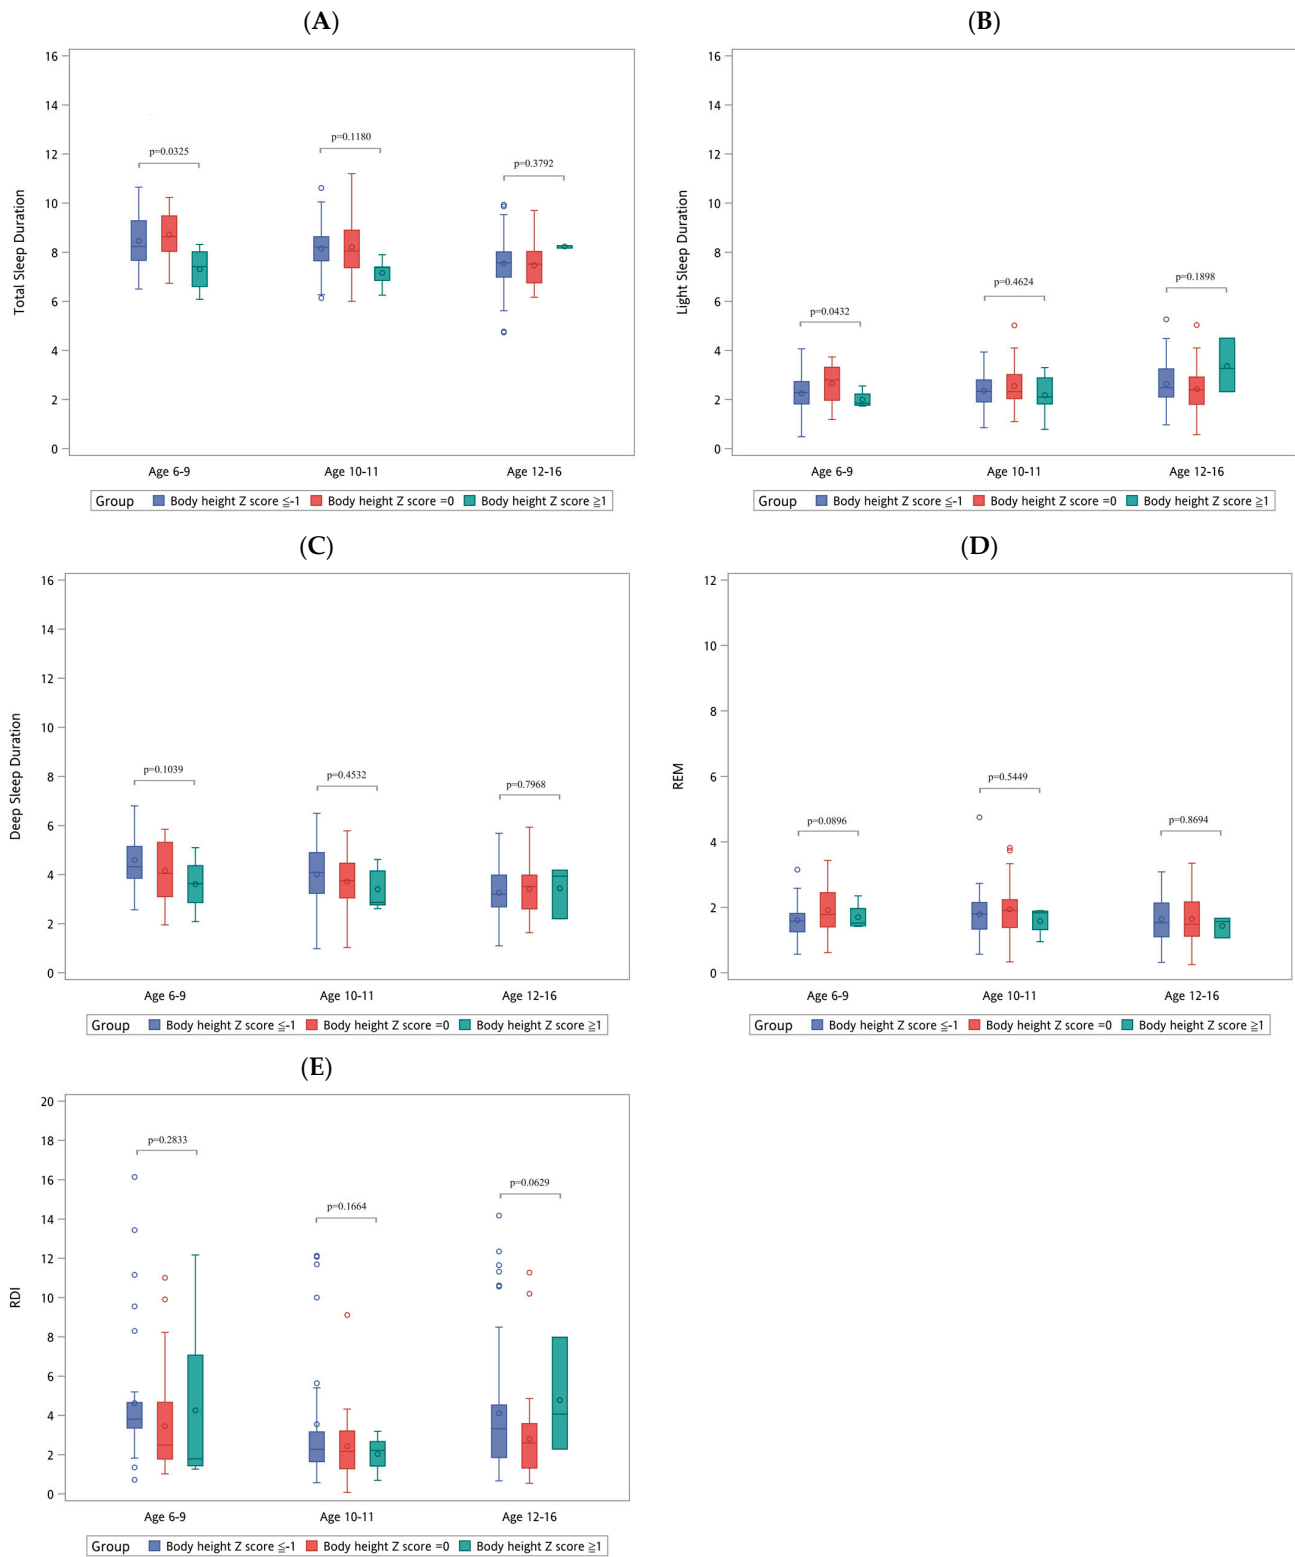 (A)
16
14
12
10
8
6
4
2
0
Total Sleep Duration
p=0.0325
p=0.1180
p=0.3792
Age 6-9 Age 10-11 Age 12-16
Group Body height Z score ≦-1 Body height Z score =0 Body height Z score ≧1
(B)
16
14
12
10
8
6
4
2
0
Light Sleep Duration
p=0.0432
p=0.4624
p=0.1898
Age 6-9 Age 10-11 Age 12-16
Group Body height Z score ≦-1 Body height Z score =0 Body height Z score ≧1
(C)
16
14
12
10
8
6
4
2
0
Deep Sleep Duration
p=0.1039
p=0.4532
p=0.7968
Age 6-9 Age 10-11 Age 12-16
Group Body height Z score ≦-1 Body height Z score =0 Body height Z score ≧1
(D)
12
10
8
6
4
2
0
REM
p=0.0896
p=0.5449
p=0.8694
Age 6-9 Age 10-11 Age 12-16
Group Body height Z score ≦-1 Body height Z score =0 Body height Z score ≧1
(E)
20
18
16
14
12
10
8
6
4
2
0
RDI
p=0.2833
p=0.1664
p=0.0629
Age 6-9 Age 10-11 Age 12-16
Group Body height Z score ≦-1 Body height Z score =0 Body height Z score ≧1